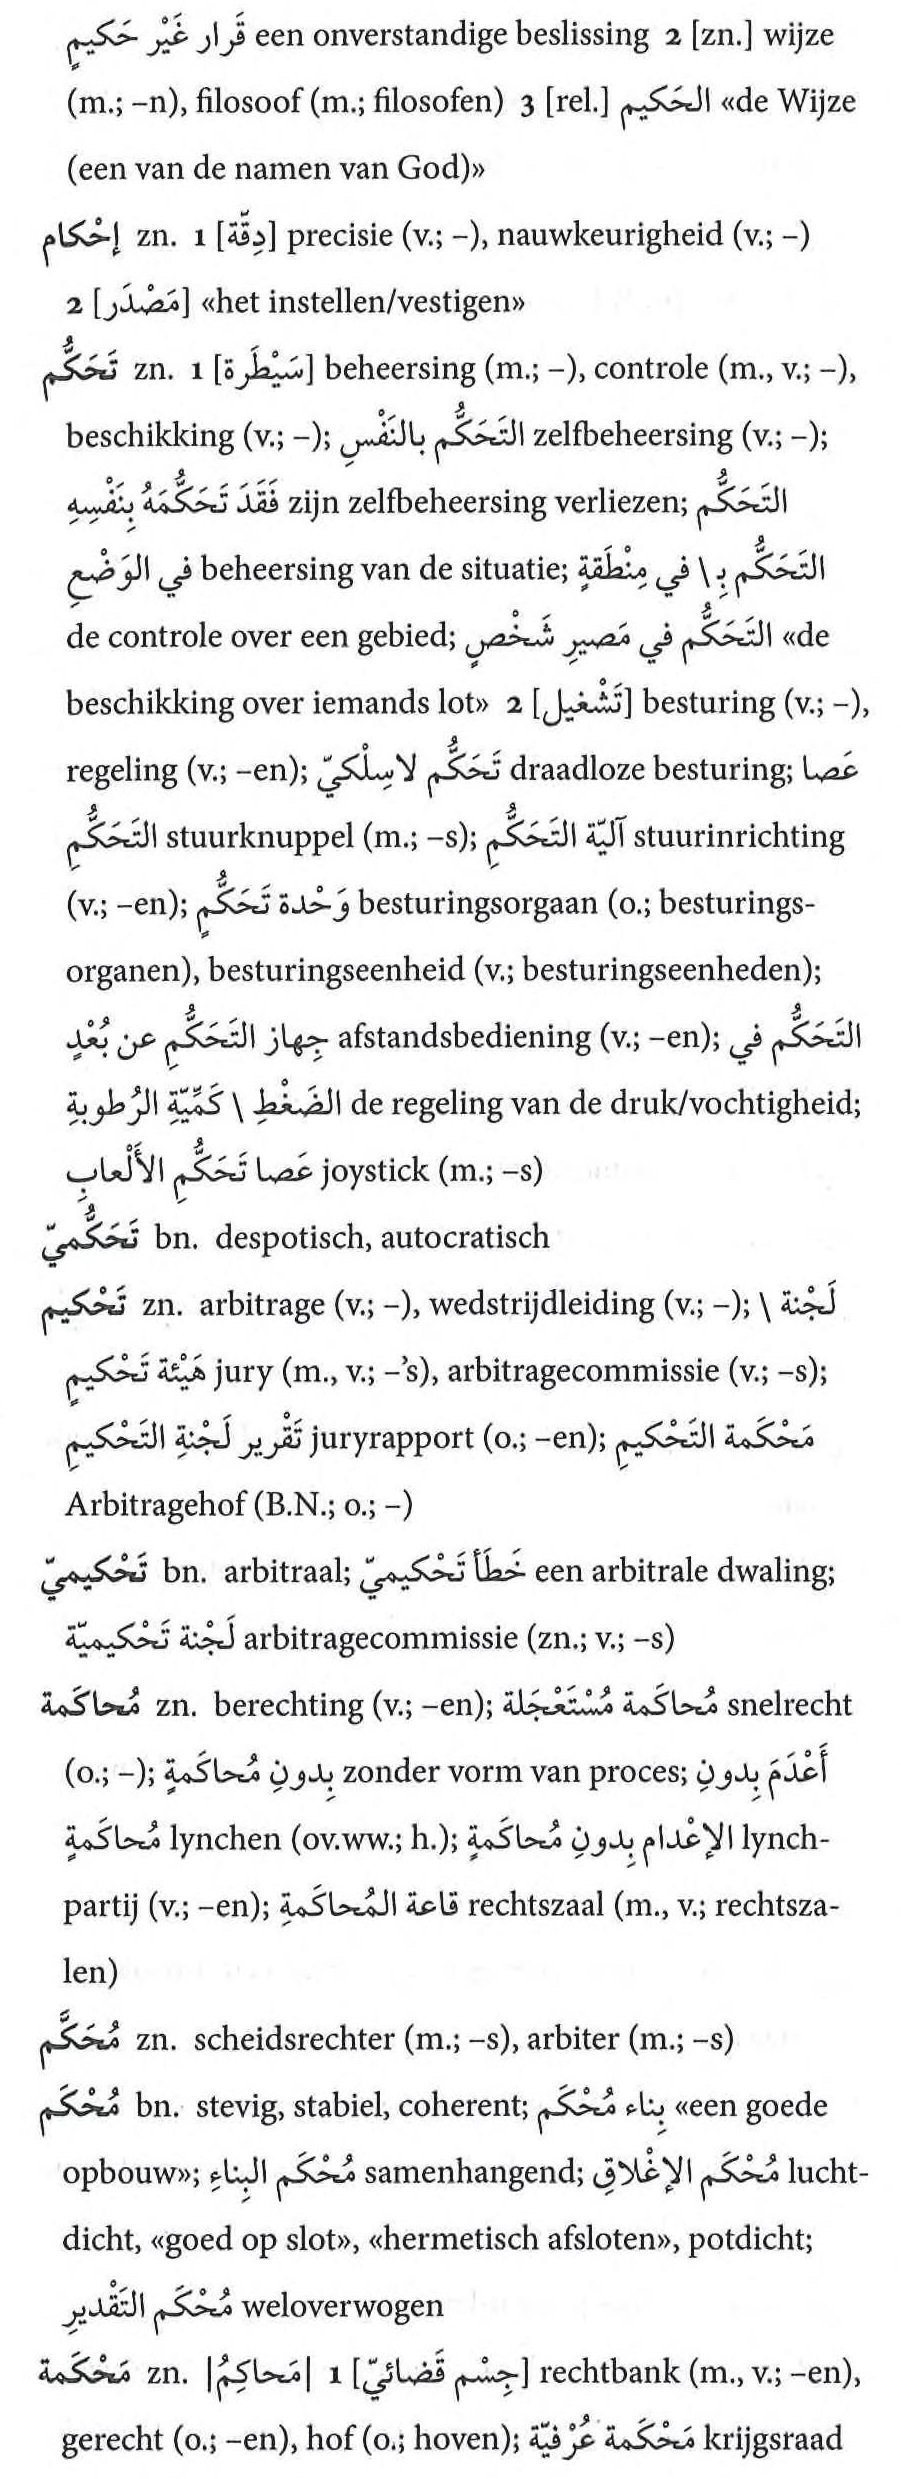 قَرار غَيْر حَكيمٍ een onverstandige beslissing 2 [zn.] wijze
(m.; –n), filosoof (m.; filosofen) 3 [rel.] الحَكيم «de Wijze
(een van de namen van God)»
إحْكام zn. 1 [دِقّة] precisie (v.; –), nauwkeurigheid (v.; –)
2 [مَصْدَر] «het instellen/vestigen»
تَحَكُّم zn. 1 [سَيْطَرة] beheersing (m.; –), controle (m., v.; –),
beschikking (v.; –); التَحَكُّم بالنَفْسِ zelfbeheersing (v.; –);
فَقَدَ تَحَكُّمَهُ بِنَفْسِهِ zijn zelfbeheersing verliezen; التَحَكُّم
في الوَضْعِ beheersing van de situatie; التَحَكُّم بِـ \ في مِنْطَقةٍ
de controle over een gebied; التَحَكُّم في مَصيرِ شَخْصٍ «de
beschikking over iemands lot» 2 [تَشْغيل] besturing (v.; –),
regeling (v.; –en); تَحَكُّم لاسِلْكيّ draadloze besturing; عَصا
التَحَكُّمِ stuurknuppel (m.; –s); آليّة التَحَكُّمِ stuurinrichting
(v.; –en); وَحْدة تَحَكُّمٍ besturingsorgaan (o.; besturings-
organen), besturingseenheid (v.; besturingseenheden);
جِهاز التَحَكُّمِ عن بُعْدٍ afstandsbediening (v.; –en); التَحَكُّم في
الضَغْطِ \ كَمِّيّةِ الرُطوبةِ de regeling van de druk/vochtigheid;
عَصا تَحَكُّمِ الأَلْعابِ joystick (m.; –s)
تَحَكُّميّ bn. despotisch, autocratisch
تَحْكيم zn. arbitrage (v.; –), wedstrijdleiding (v.; –); لَجْنة \
هَيْئة تَحْكيمٍ jury (m., v.; –’s), arbitragecommissie (v.; –s);
تَقْرير لَجْنةِ التَحْكيمِ juryrapport (o.; –en); مَحْكَمة التَحْكيمِ
Arbitragehof (B.N.; o.; –)
تَحْكيميّ bn. arbitraal; خَطَأ تَحْكيميّ een arbitrale dwaling;
لَجْنة تَحْكيميّة arbitragecommissie (zn.; v.; –s)
مُحاكَمة zn. berechting (v.; –en); مُحاكَمة مُسْتَعْجَلة snelrecht
(o.; –); بِدونِ مُحاكَمةٍ zonder vorm van proces; أَعْدَمَ بِدونِ
مُحاكَمةٍ lynchen (ov.ww.; h.); الإعْدام بِدونِ مُحاكَمةٍ lynch-
partij (v.; –en); قاعة المُحاكَمةِ rechtszaal (m., v.; rechtsza-
len)
مُحَكَّم zn. scheidsrechter (m.; –s), arbiter (m.; –s)
مُحْكَم bn. stevig, stabiel, coherent; بِناء مُحْكَم «een goede
opbouw»; مُحْكَم البِناءِ samenhangend; مُحْكَم الإغْلاقِ lucht-
dicht, «goed op slot», «hermetisch afsloten», potdicht;
مُحْكَم التَقْديرِ weloverwogen
مَحْكَمة zn. |مَحاكِمُ| 1 [جِسْم قَضائيّ] rechtbank (m., v.; –en),
gerecht (o.; –en), hof (o.; hoven); مَحْكَمة عُرْفيّة krijgsraad